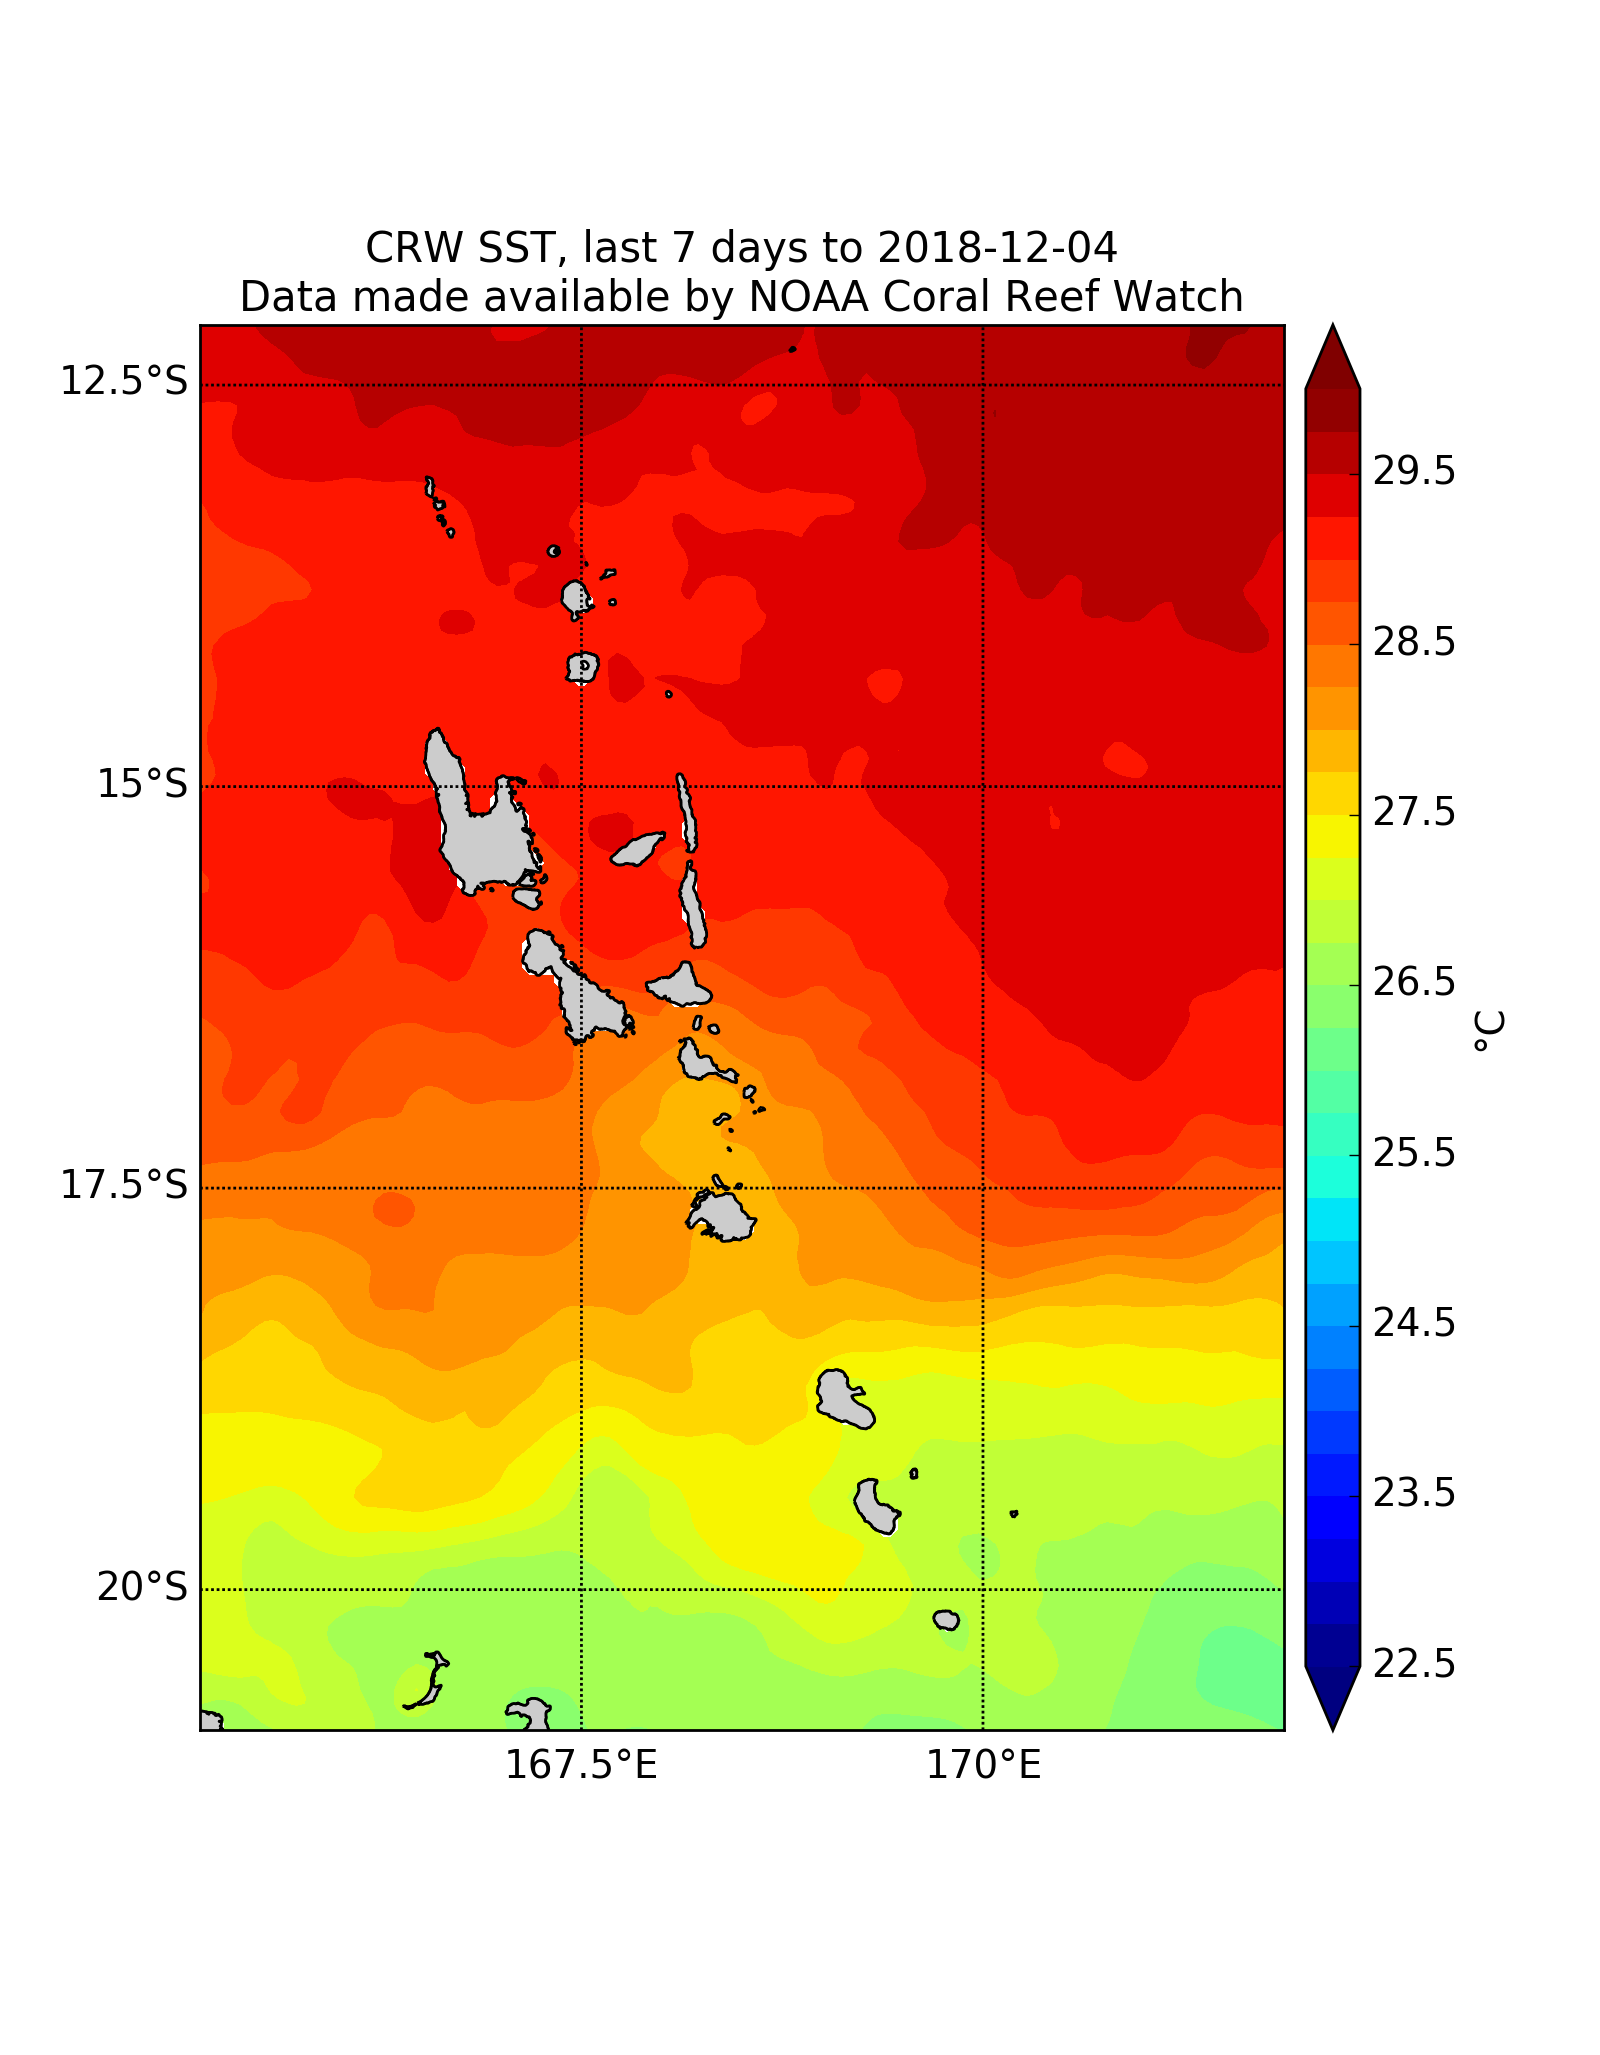 CRW SST, last 7 days to 2018-12-04
Data made available by NOAA Coral Reef Watch
12.5°S
15°S
17.5°S
20°S
167.5°E
170°E
29.5
28.5
27.5
26.5
25.5
24.5
23.5
22.5
°C